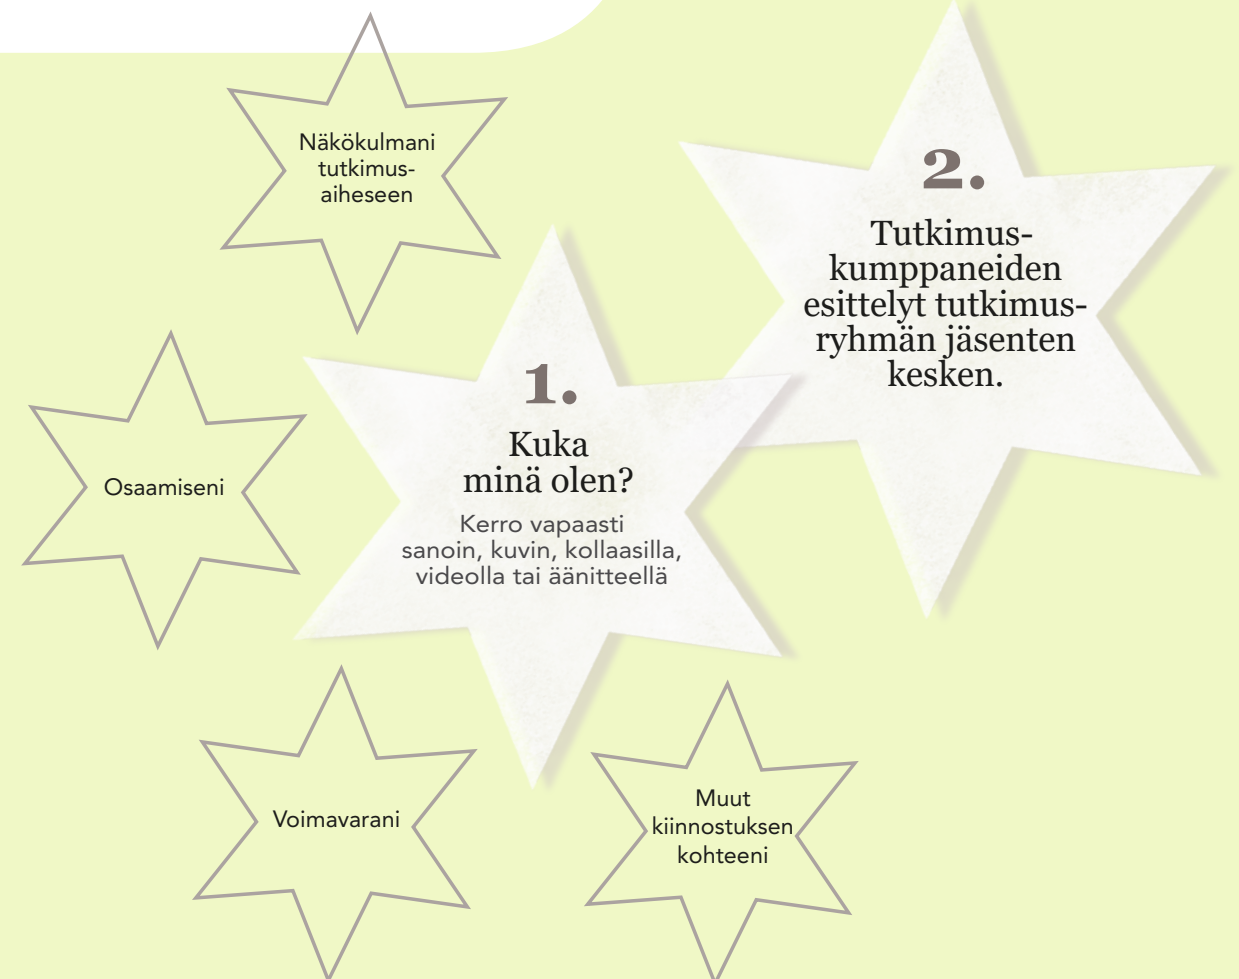 Näkökulmani
tutkimus-
aiheseen
2.
Tutkimus-
kumppaneiden
esittelyt tutkimus-
ryhmän jäsenten
kesken.
1.
Kuka
minä olen?
Kerro vapaasti
sanoin, kuvin, kollaasilla,
videolla tai äänitteellä
Osaamiseni
Voimavarani
Muut
kiinnostuksen
kohteeni